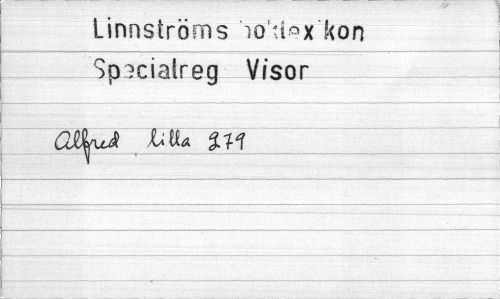 Linnströms boklexikon
Specialreg Visor
Alfred lilla 279